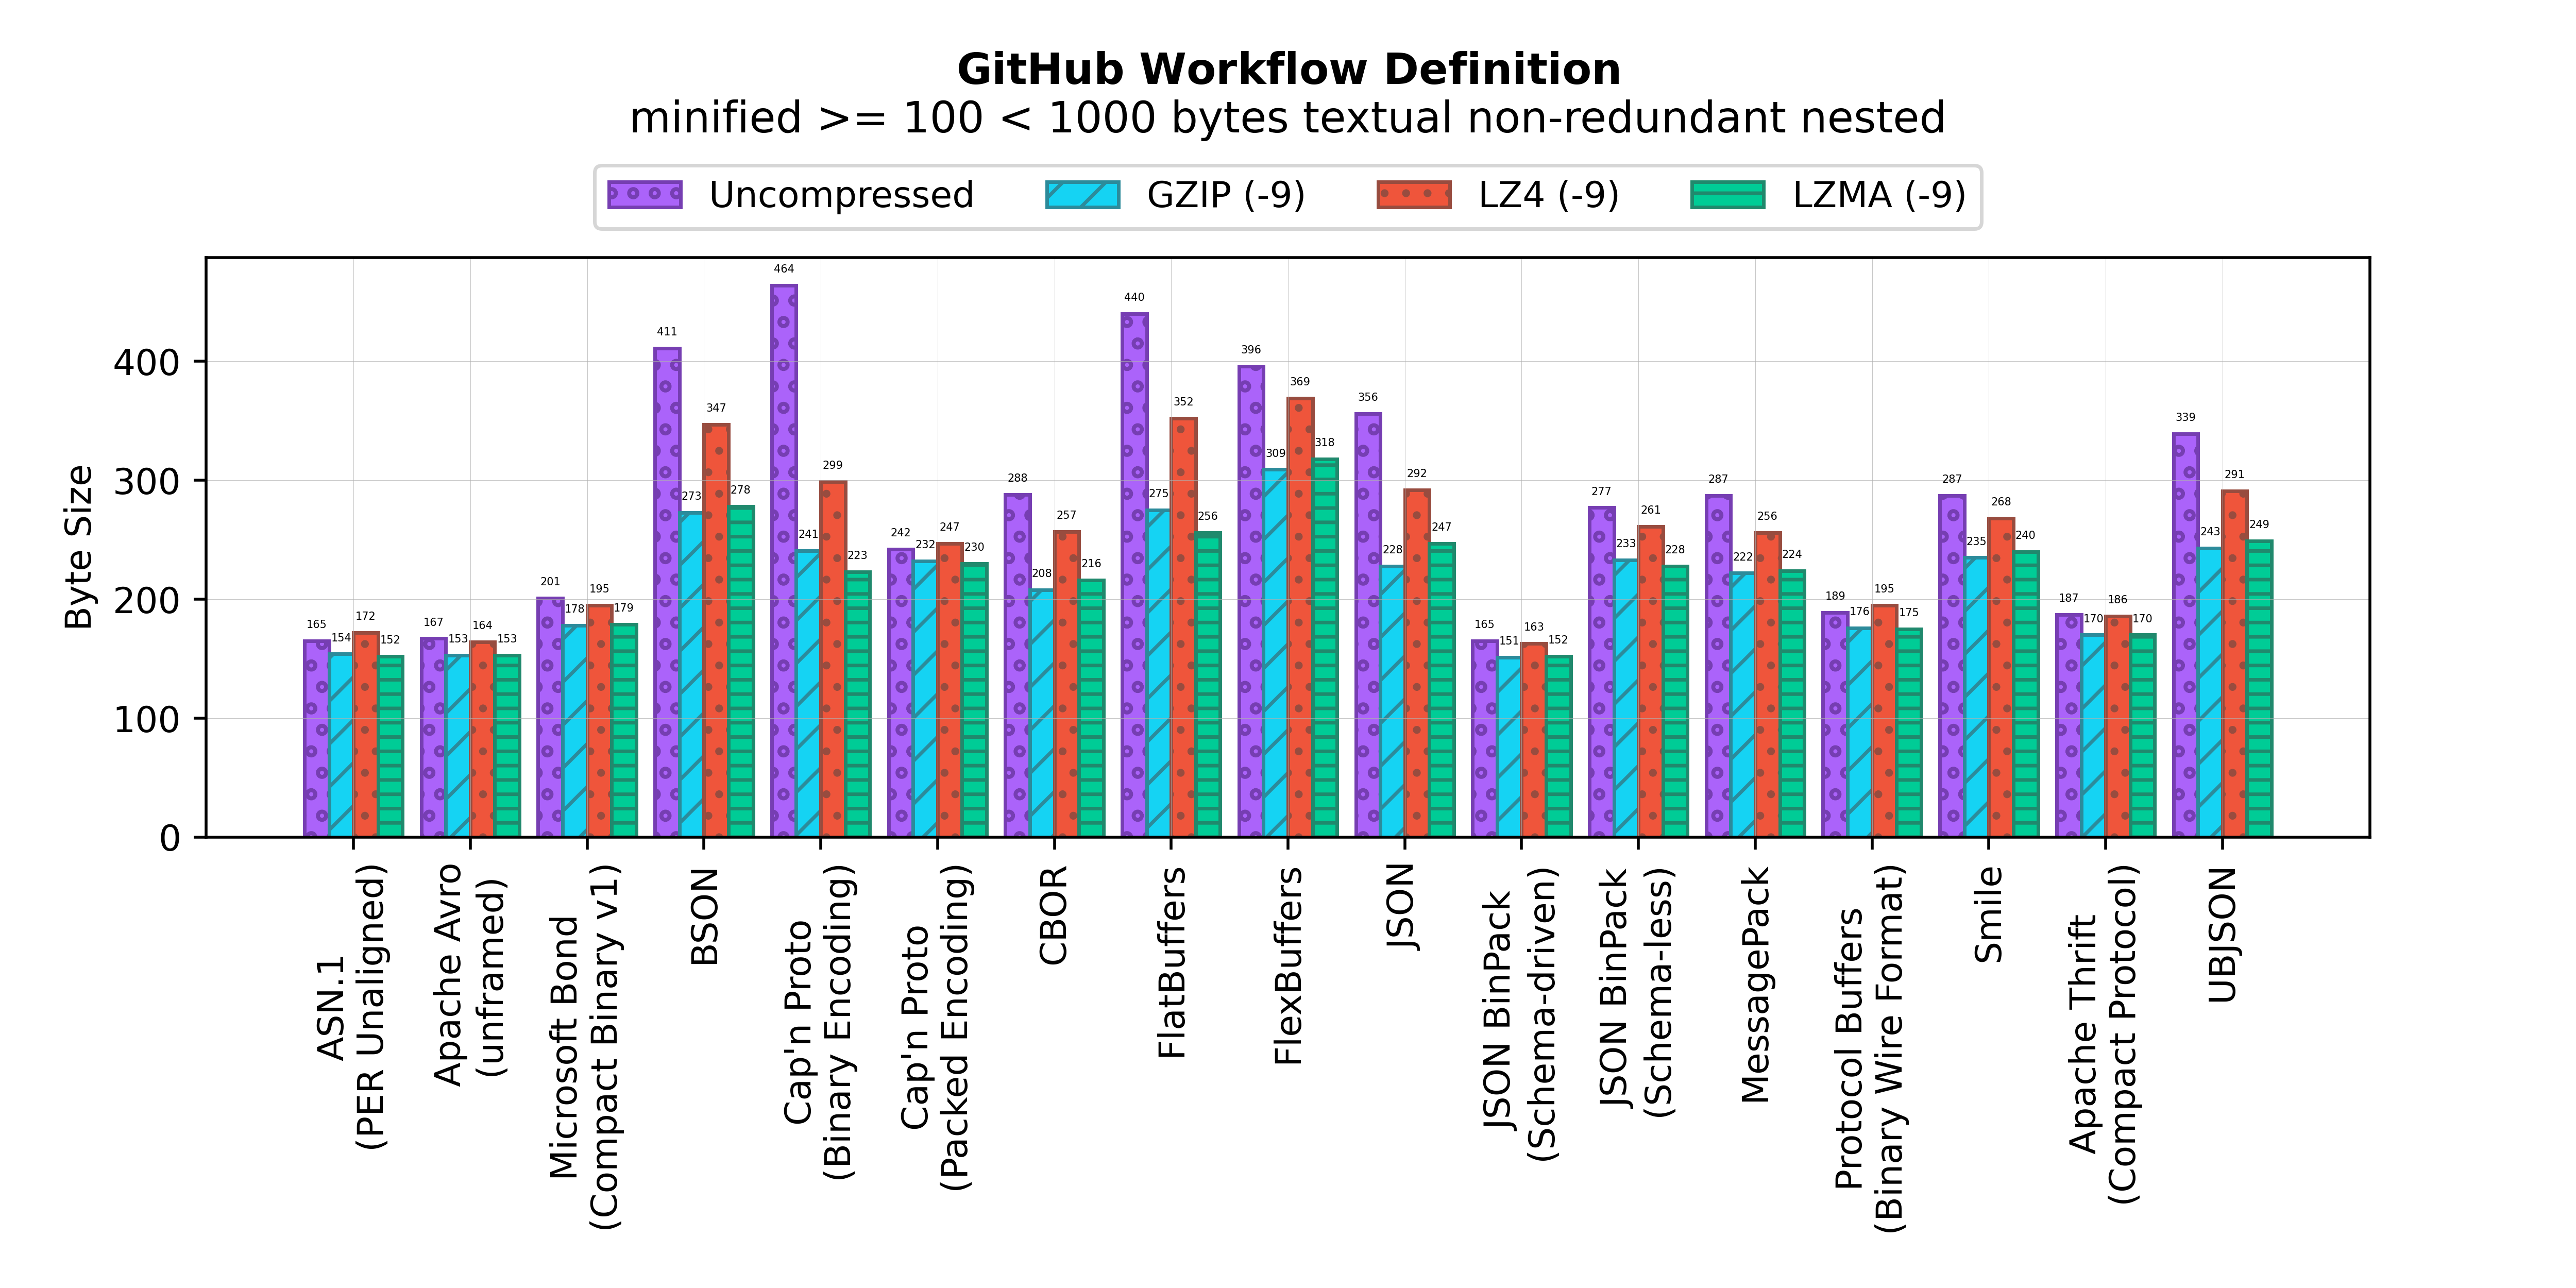 GitHub Workflow Definition
minified >= 100 < 1000 bytes textual non-redundant nested
Uncompressed GZIP (-9) LZ4 (-9) LZMA (-9)
Byte Size
400
300
200
100
0
165 154 172 152
167 153 164 153
201 178 195 179
411 273 347 278
464 241 299 223
242 232 247 230
288 208 257 216
440 275 352 256
396 309 369 318
356 228 292 247
165 151 163 152
277 233 261 228
287 222 256 224
189 176 195 175
287 235 268 240
187 170 186 170
339 243 291 249
ASN.1
(PER Unaligned)
Apache Avro
(unframed)
Microsoft Bond
(Compact Binary v1)
BSON
Cap'n Proto
(Binary Encoding)
Cap'n Proto
(Packed Encoding)
CBOR
FlatBuffers
FlexBuffers
JSON
JSON BinPack
(Schema-driven)
JSON BinPack
(Schema-less)
MessagePack
Protocol Buffers
(Binary Wire Format)
Smile
Apache Thrift
(Compact Protocol)
UBJSON